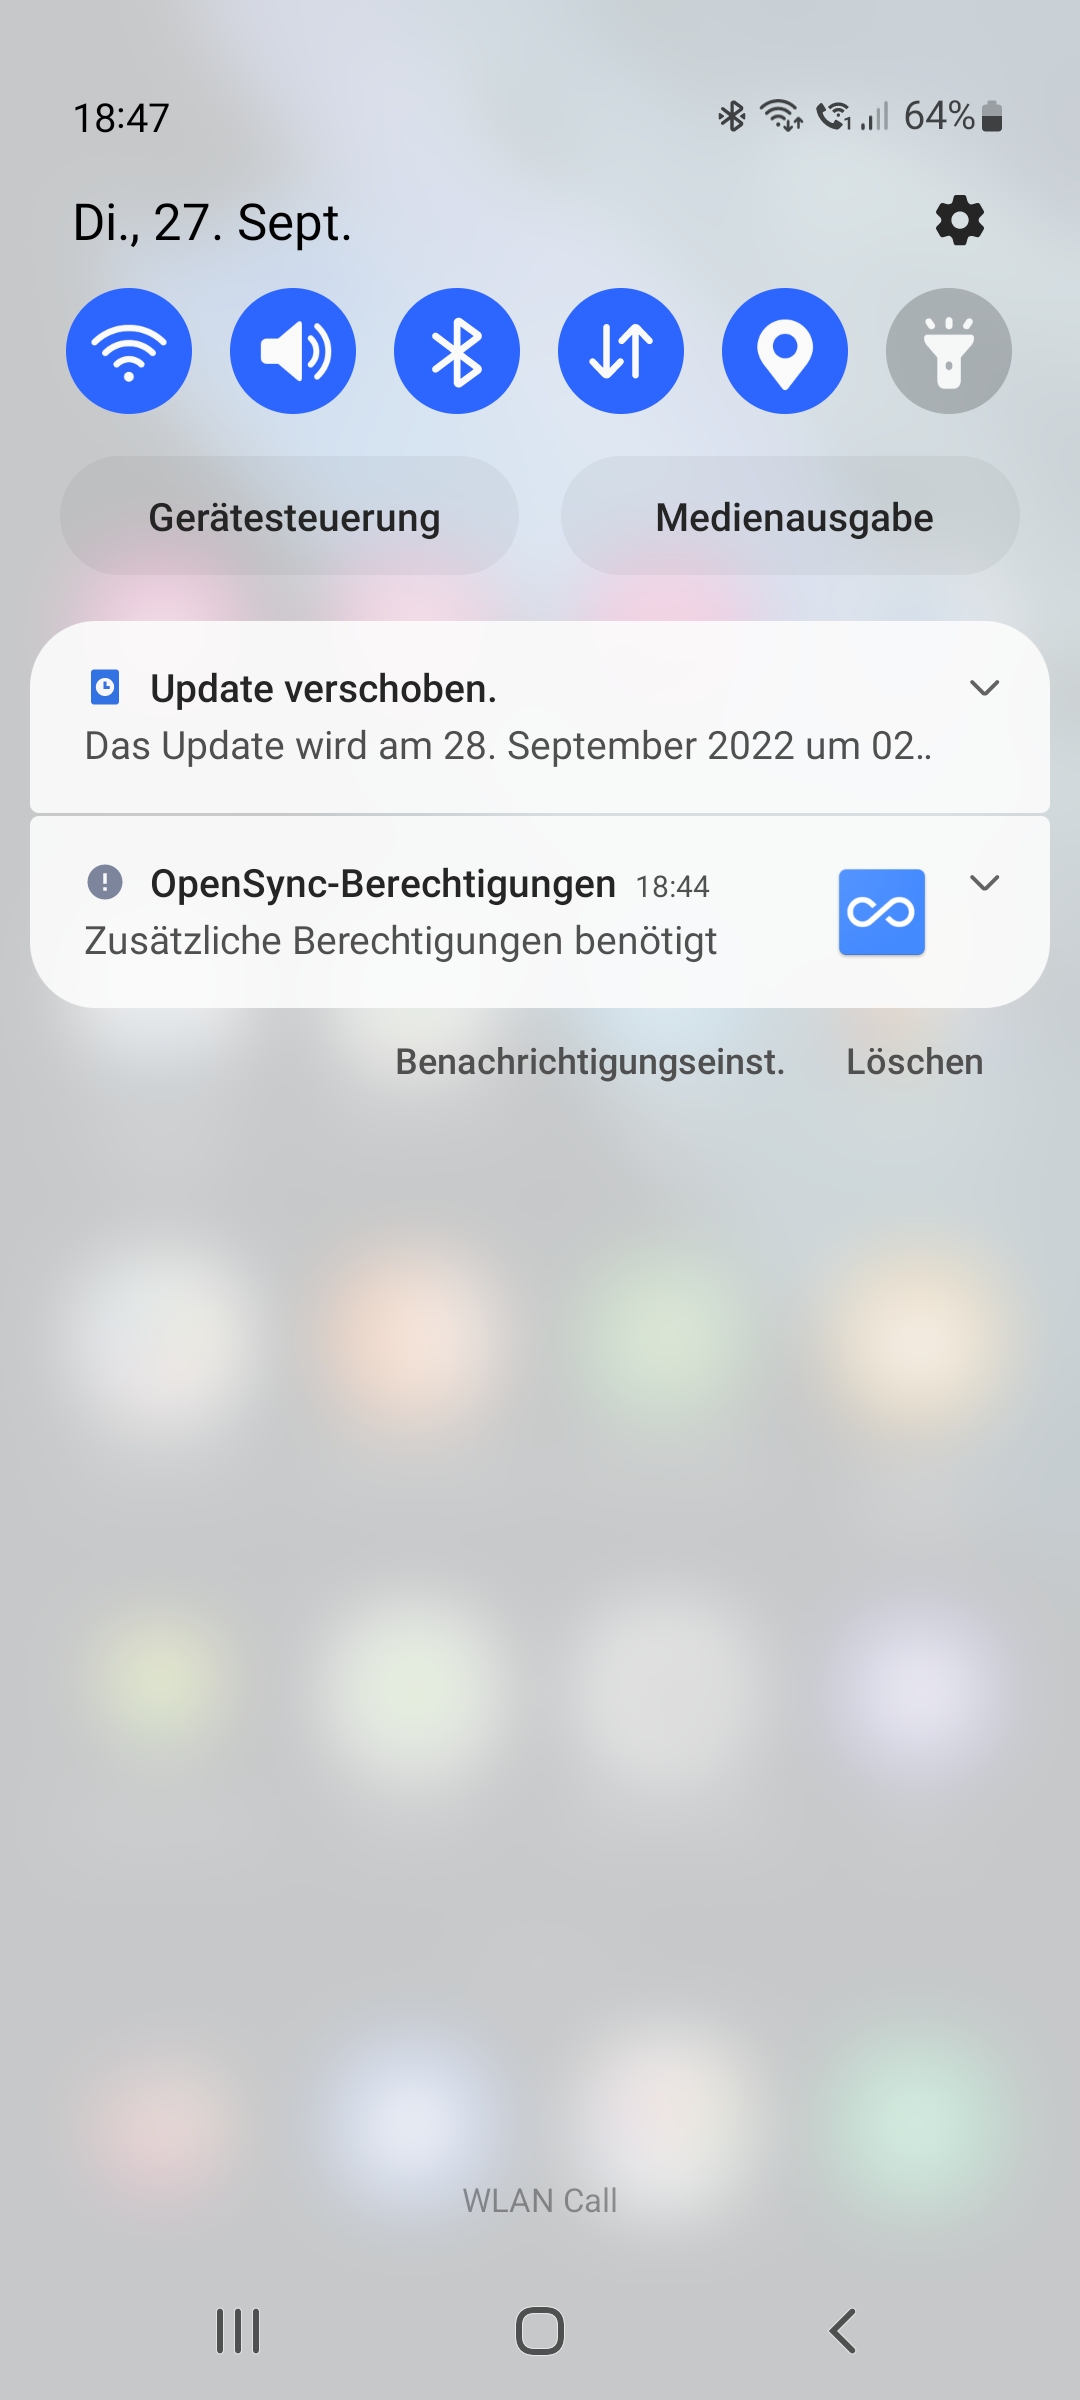 18:47
64%
Di., 27. Sept.
Gerätesteuerung
Medienausgabe
Update verschoben.
Das Update wird am 28. September 2022 um 02..
OpenSync-Berechtigungen 18:44
Zusätzliche Berechtigungen benötigt
Benachrichtigungseinst.
Löschen
WLAN Call